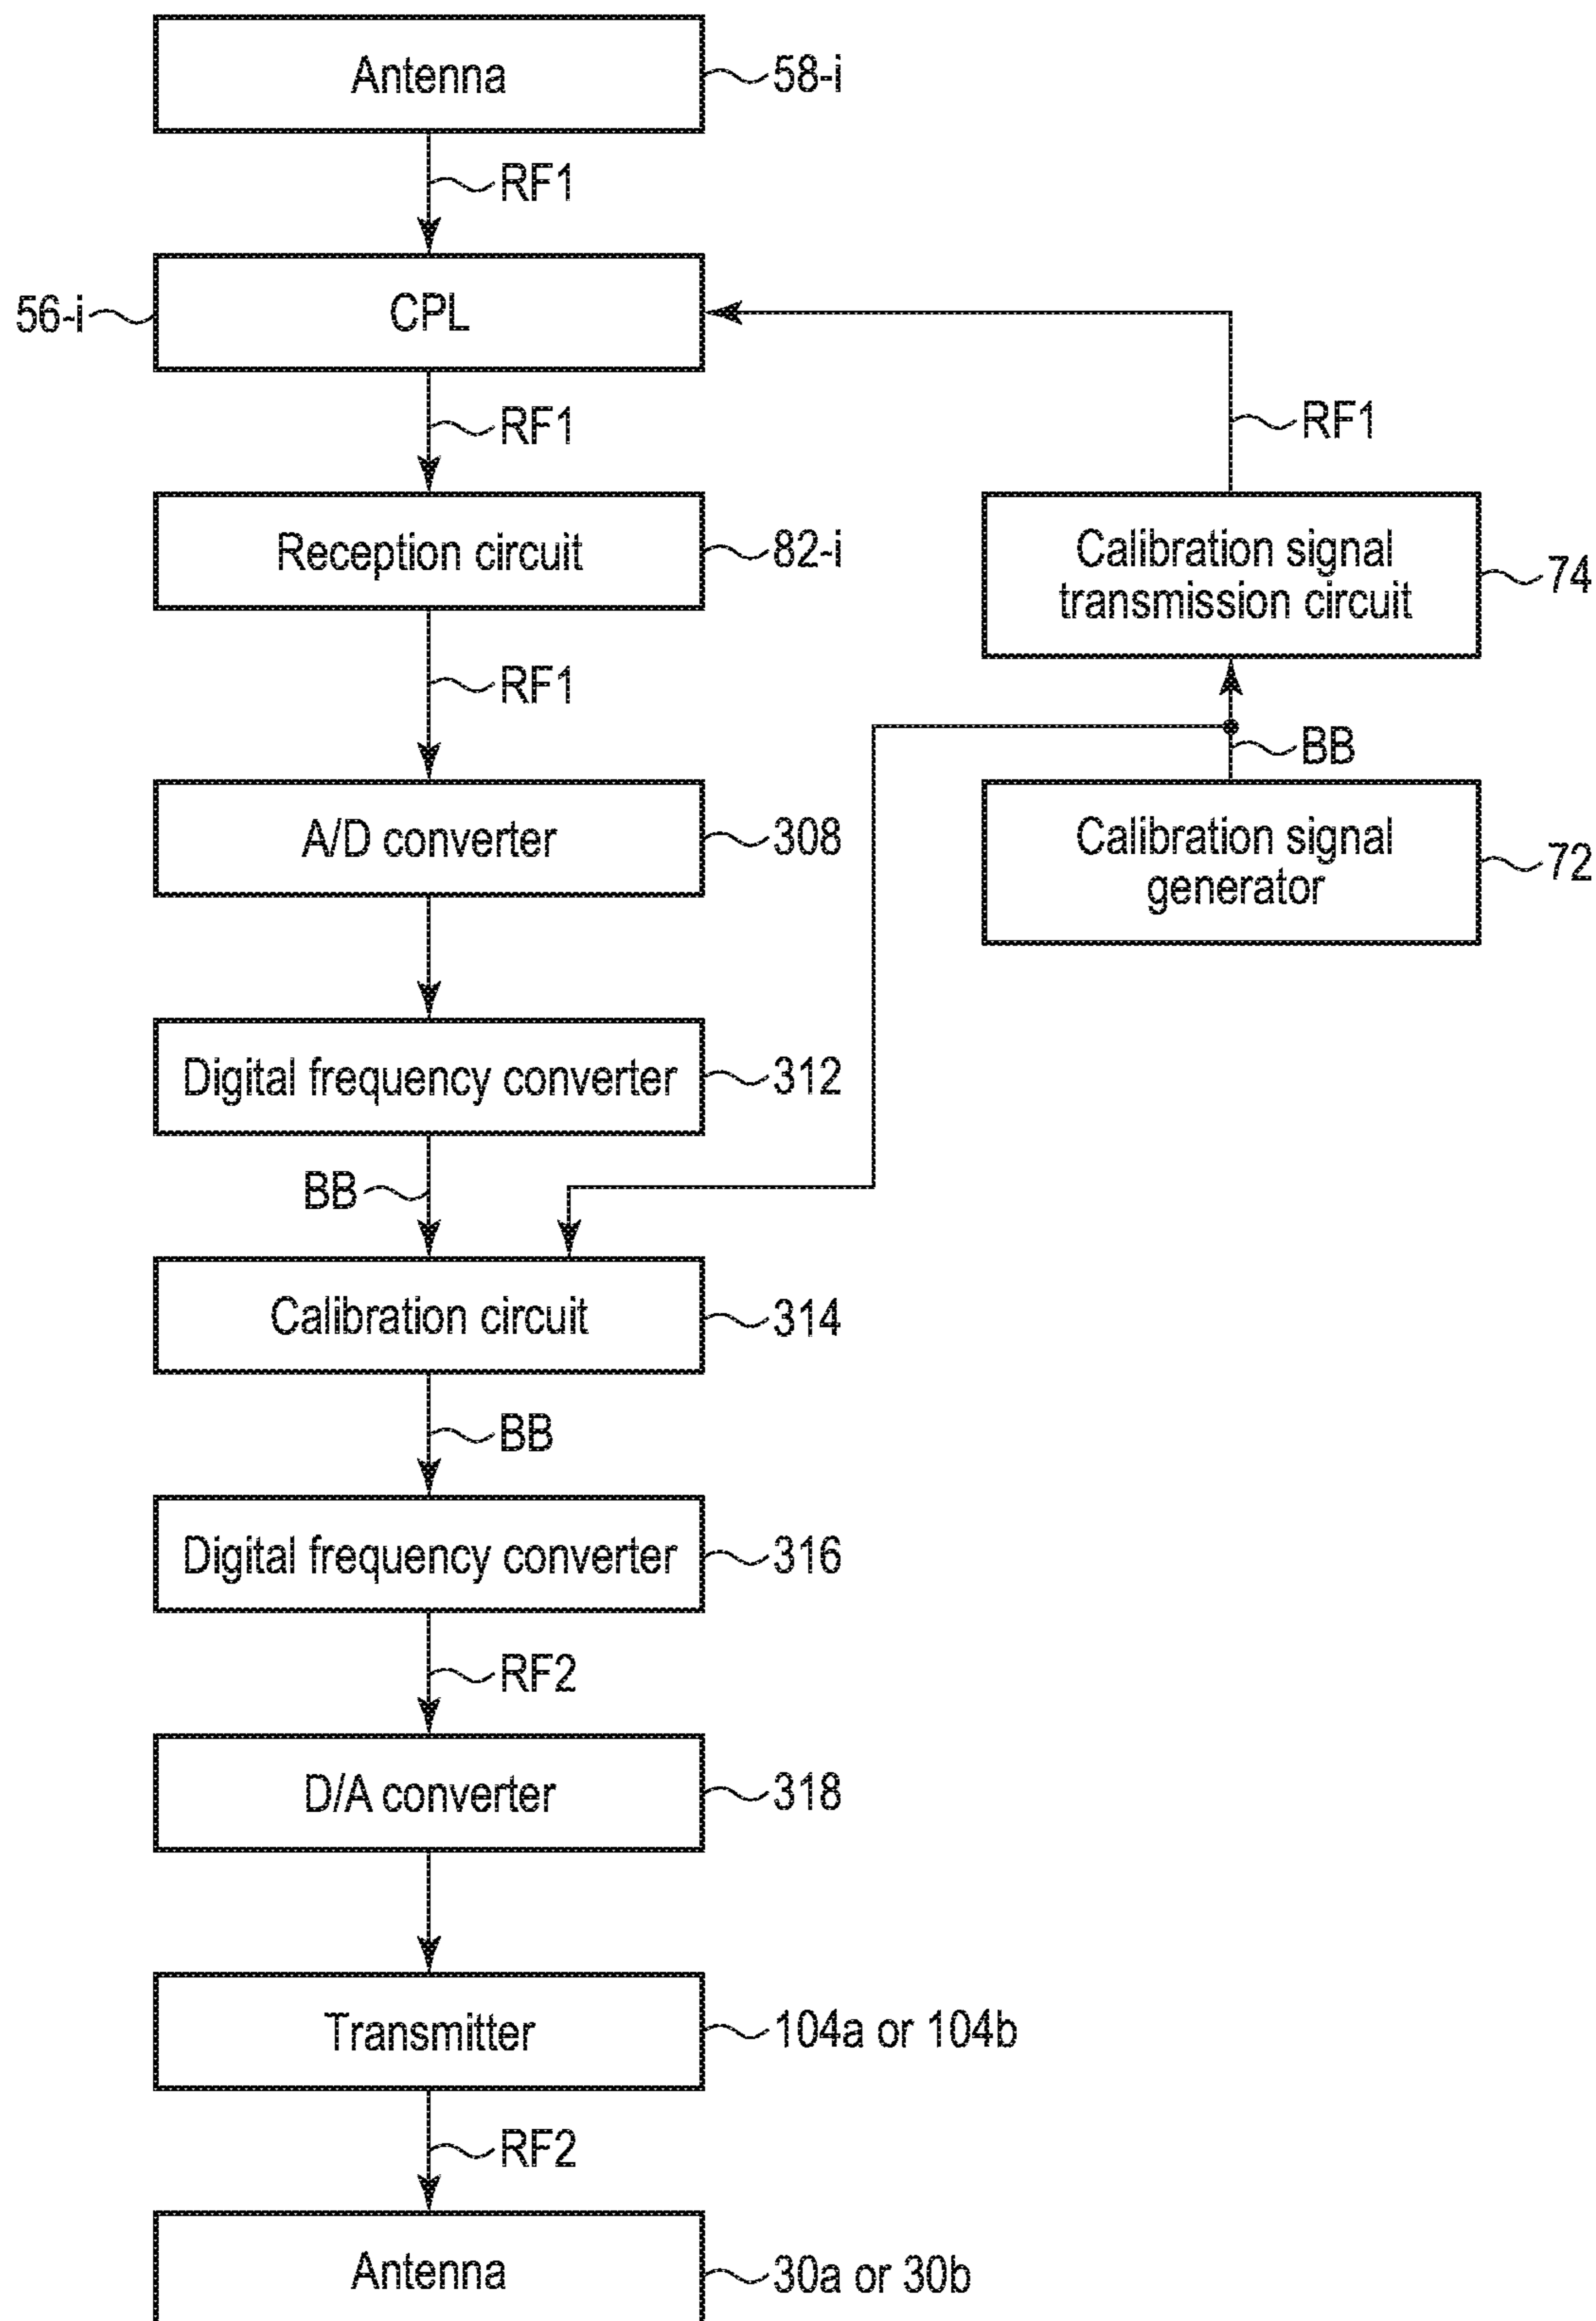 Antenna
58-i
RF1
56-i
CPL
RF1
RF1
Reception circuit
82-i
Calibration signal
transmission circuit
74
RF1
BB
A/D converter
308
Calibration signal
generator
72
Digital frequency converter
312
BB
Calibration circuit
314
BB
Digital frequency converter
316
RF2
D/A converter
318
Transmitter
104a or 104b
RF2
Antenna
30a or 30b